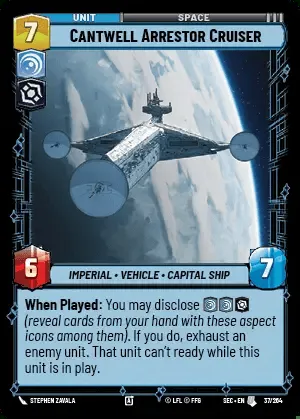 UNIT SPACE
7 CANTWELL ARRESTOR CRUISER
6 IMPERIAL • VEHICLE • CAPITAL SHIP 7
When Played: You may disclose
(reveal cards from your hand with these aspect
icons among them). If you do, exhaust an
enemy unit. That unit can’t ready while this
unit is in play.
STEPHEN ZAVALA © LFL © FFG SEC • EN 37/264